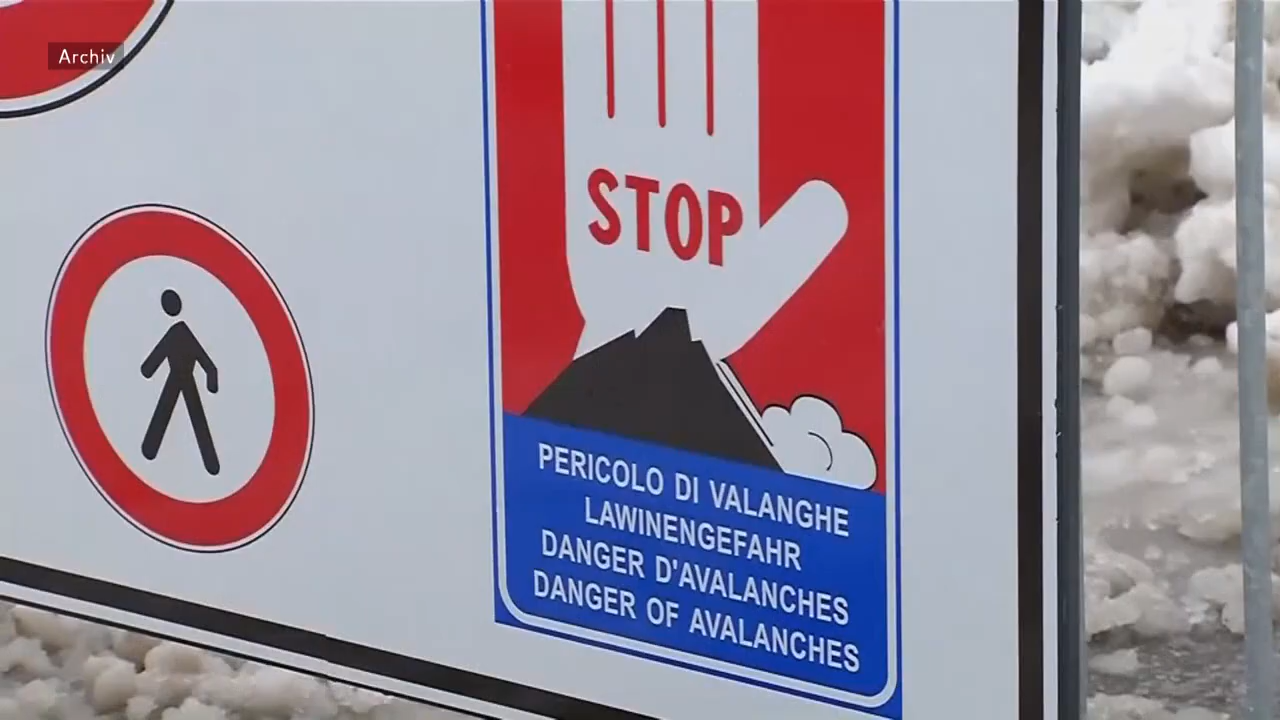 Archiv
STOP
PERICOLO DI VALANGHE
LAWINENGEFAHR
DANGER D'AVALANCHES
DANGER OF AVALANCHES